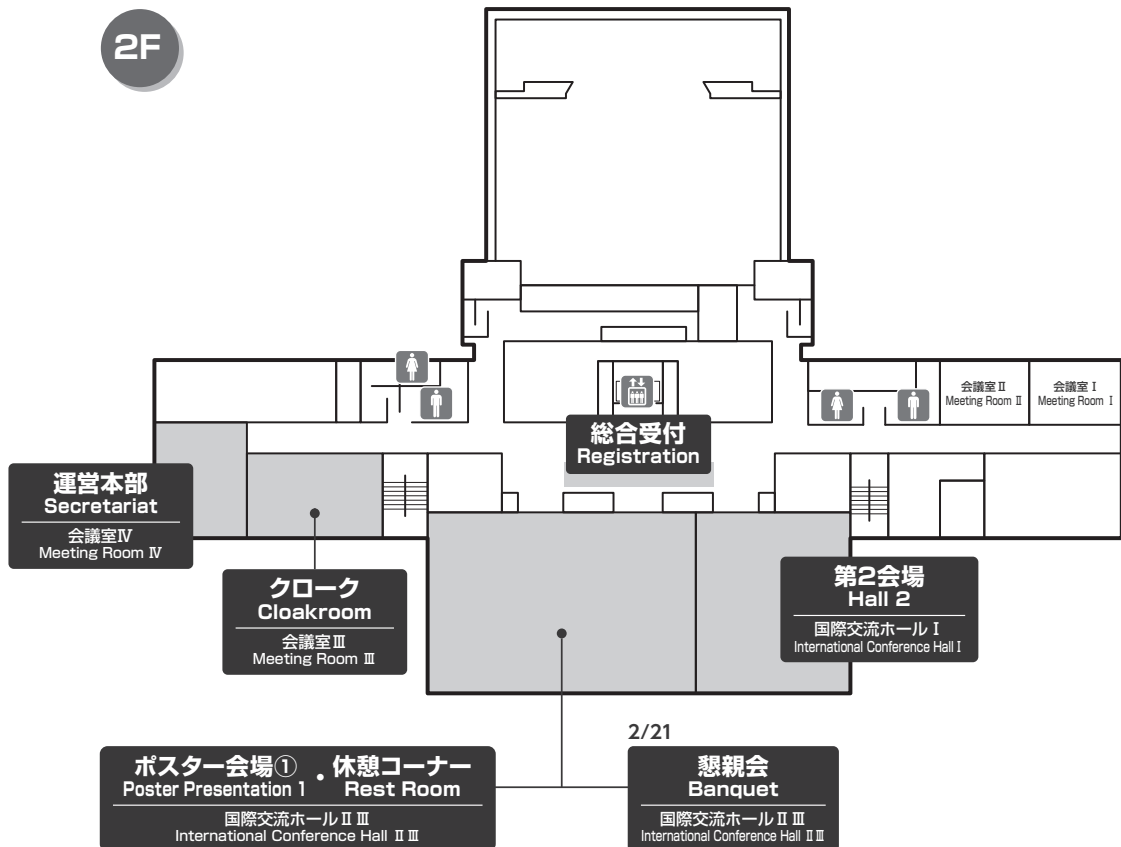 2F
会議室Ⅱ
Meeting Room Ⅱ
会議室Ⅰ
Meeting Room Ⅰ
総合受付
Registration
運営本部
Secretariat
会議室Ⅳ
Meeting Room Ⅳ
クローク
Cloakroom
会議室Ⅲ
Meeting Room Ⅲ
第2会場
Hall 2
国際交流ホールⅠ
International Conference Hall Ⅰ
ポスター会場①・休憩コーナー
Poster Presentation 1 Rest Room
国際交流ホールⅡⅢ
International Conference Hall ⅡⅢ
2/21
懇親会
Banquet
国際交流ホールⅡⅢ
International Conference Hall ⅡⅢ